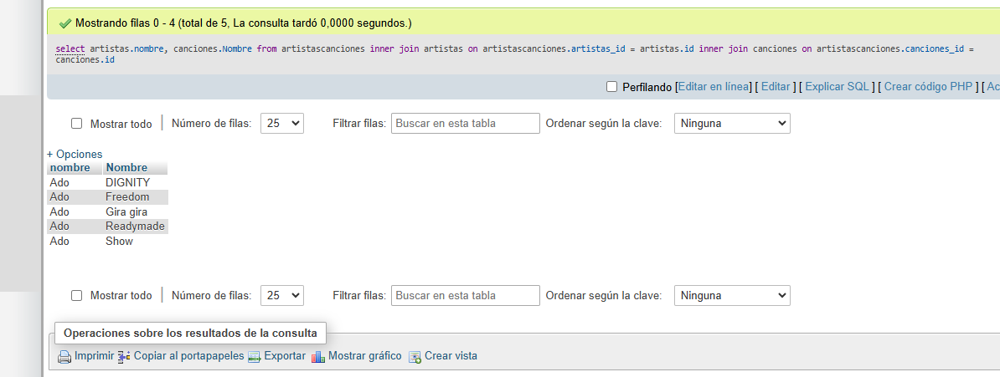 Mostrando filas 0 - 4 (total de 5, La consulta tardó 0,0000 segundos.)
select artistas.nombre, canciones.Nombre from artistascanciones inner join artistas on artistascanciones.artistas_id = artistas.id inner join canciones on artistascanciones.canciones_id =
canciones.id
Perfilando [Editar en línea] [ Editar ] [ Explicar SQL ] [ Crear código PHP ] [ Ac
Mostrar todo | Número de filas: 25 Filtrar filas: Buscar en esta tabla Ordenar según la clave: Ninguna
+ Opciones
nombre Nombre
Ado DIGNITY
Ado Freedom
Ado Gira gira
Ado Readymade
Ado Show
Mostrar todo | Número de filas: 25 Filtrar filas: Buscar en esta tabla Ordenar según la clave: Ninguna
Operaciones sobre los resultados de la consulta
Imprimir Copiar al portapapeles Exportar Mostrar gráfico Crear vista